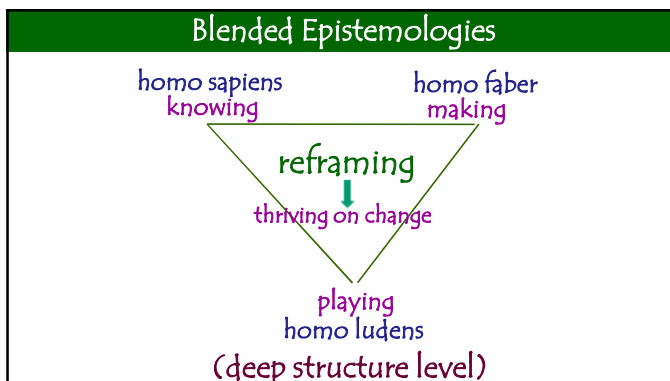 Blended Epistemologies
homo sapiens
knowing
homo faber
making
reframing
thriving on change
playing
homo ludens
(deep structure level)